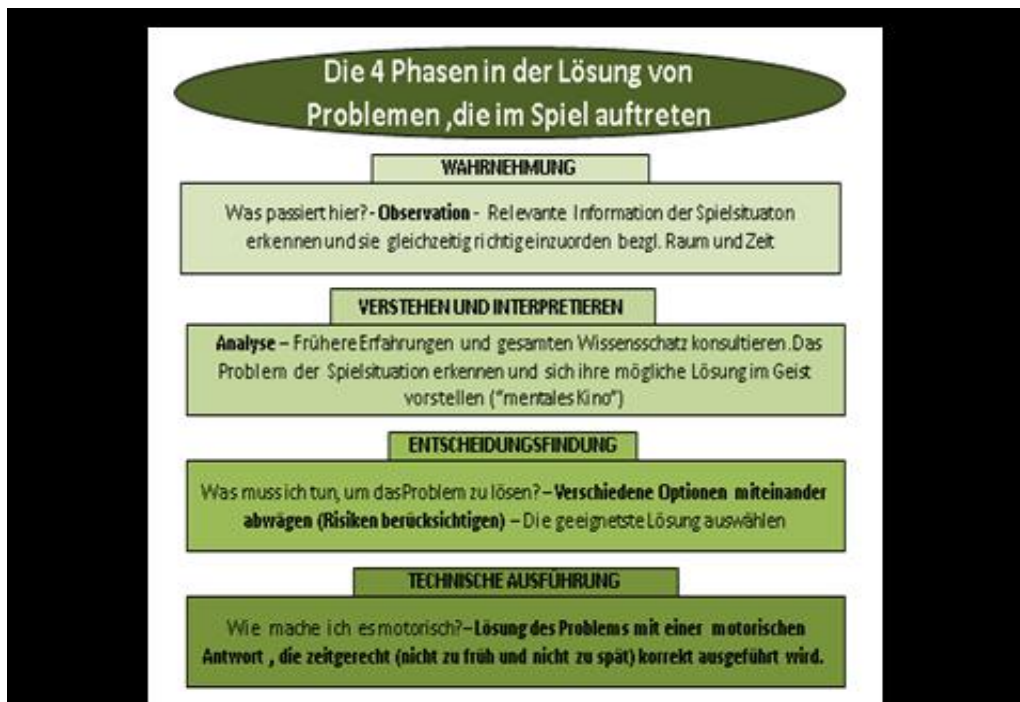 Die 4 Phasen in der Lösung von
Problemen ,die im Spiel auftreten
WAHRNEHMUNG
Was passiert hier?- Observation - Relevante Information der Spielsituaton
erkennen und sie gleichzeitig richtig einzuorden bezgl. Raum und Zeit
VERSTEHEN UND INTERPRETIEREN
Analyse – Frühere Erfahrungen und gesamten Wissensschatz konsultieren. Das
Problem der Spielsituation erkennen und sich ihre mögliche Lösung im Geist
vorstellen ("mentales Kino")
ENTSCHEIDUNGSFINDUNG
Was muss ich tun, um das Problem zu lösen? – Verschiedene Optionen miteinander
abwägen (Risiken berücksichtigen) – Die geeignetste Lösung auswählen
TECHNISCHE AUSFÜHRUNG
Wie mache ich es motorisch?– Lösung des Problems mit einer motorischen
Antwort , die zeitgerecht (nicht zu früh und nicht zu spät) korrekt ausgeführt wird.